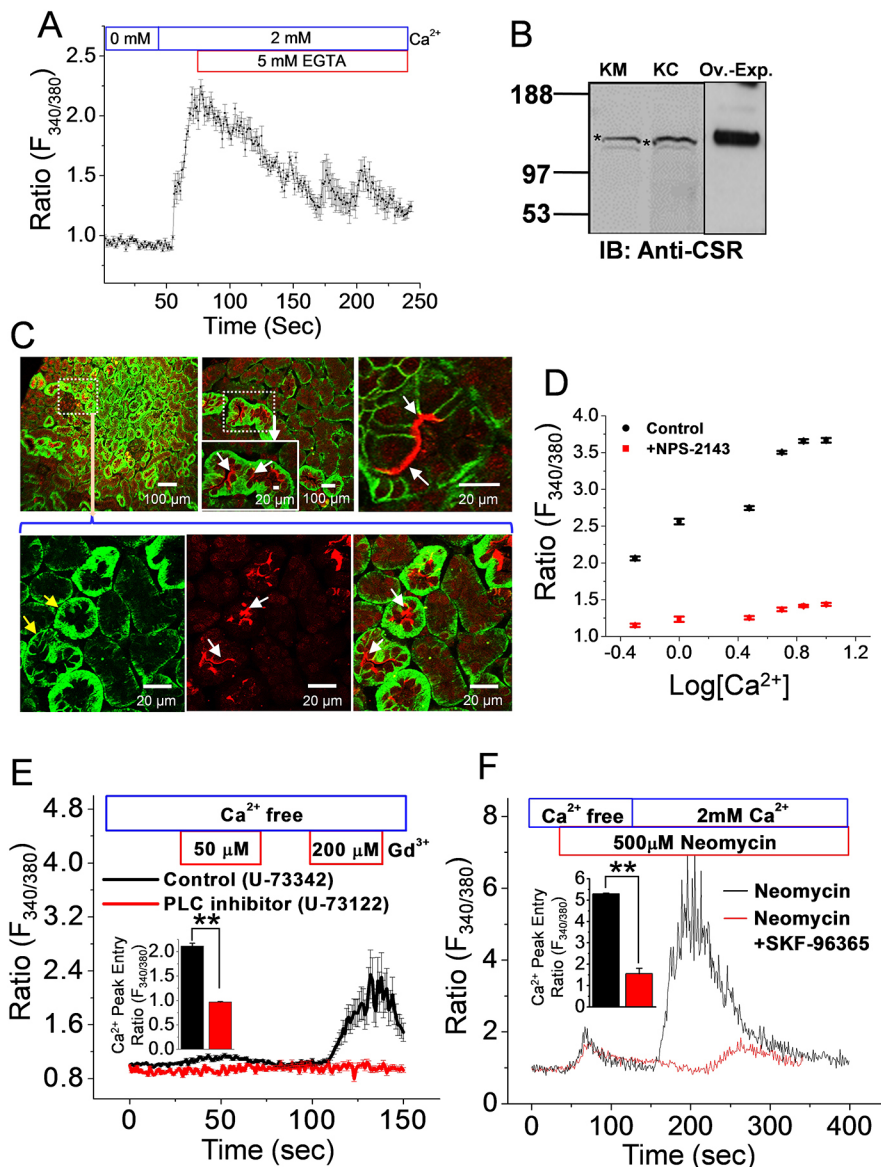 A
0 mM
2 mM
Ca2+
5 mM EGTA
2.5
2.0
1.5
1.0
Ratio (F340/380)
50 100 150 200 250
Time (Sec)
B
KM KC Ov.-Exp.
188
97
53
*
*
IB: Anti-CSR
C
100 µm
20 µm
100 µm
20 µm
20 µm
20 µm
20 µm
D
Control
+NPS-2143
4.0
3.5
3.0
2.5
2.0
1.5
1.0
Ratio (F340/380)
-0.4 0.0 0.4 0.8 1.2
Log[Ca2+]
E
Ca2+ free
50 µM
200 µM
Gd3+
Control (U-73342)
PLC inhibitor (U-73122)
4.8
4.0
3.2
2.4
1.6
0.8
Ratio (F340/380)
**
2.0
1.5
1.0
0.5
0.0
Ca2+ Peak Entry
Ratio (F340/380)
0 50 100 150
Time (sec)
F
Ca2+ free
2mM Ca2+
500µM Neomycin
8
6
4
2
0
Ratio (F340/380)
**
6
5
4
3
2
1
0
Ca2+ Peak Entry
Ratio (F340/380)
Neomycin
Neomycin
+SKF-96365
0 100 200 300 400
Time (sec)